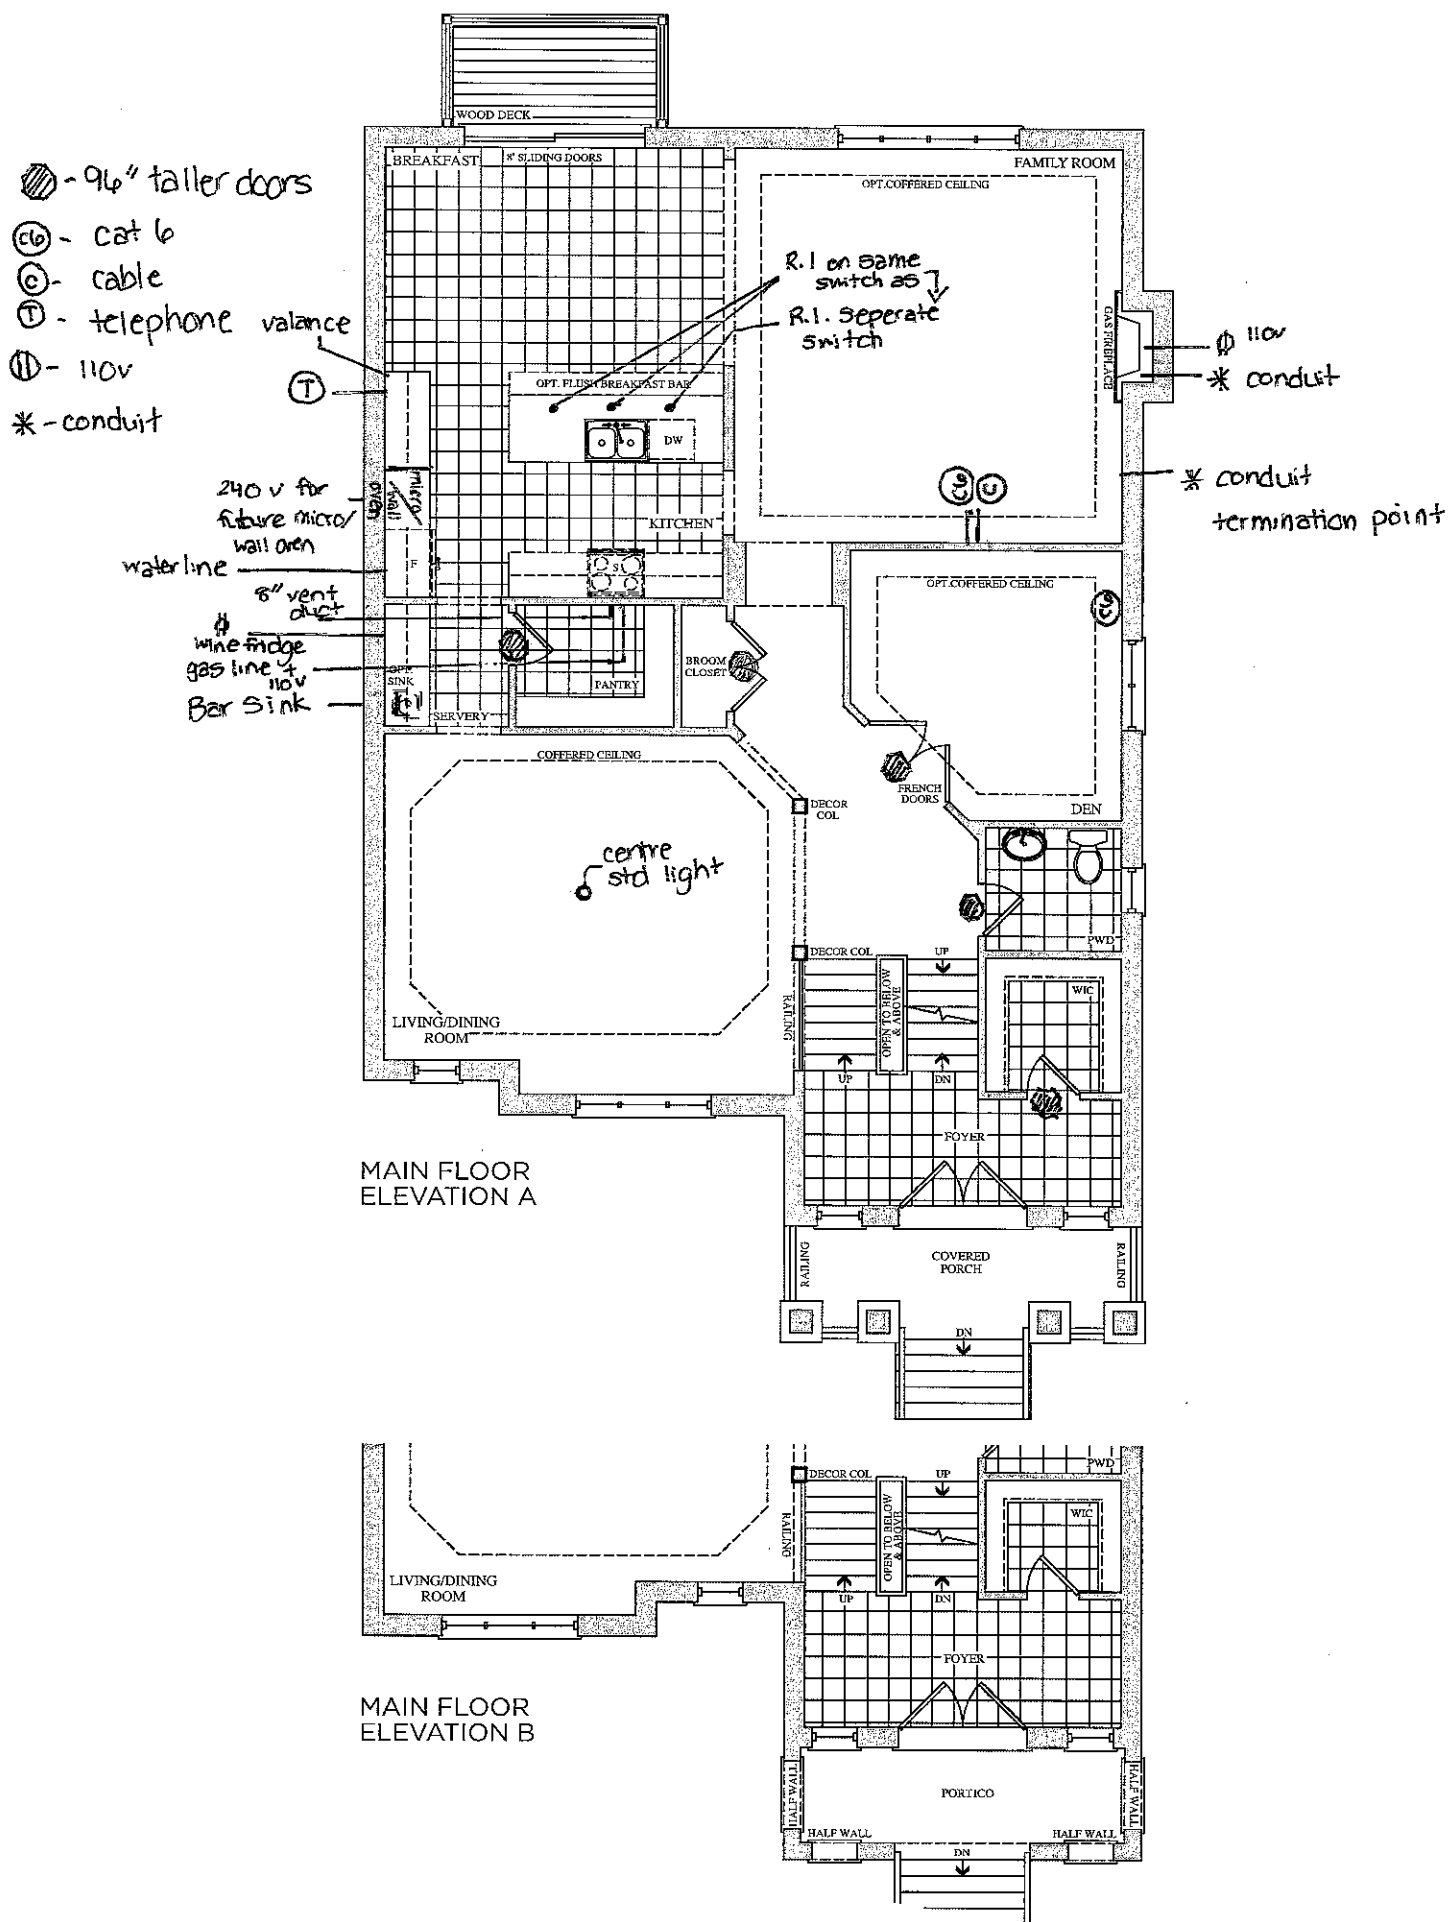 WOOD DECK
BREAKFAST
8' SLIDING DOORS
FAMILY ROOM
OPT.COFFERED CEILING
- 96" taller doors
C6 - cat 6
C - cable
T - telephone
- 110v
* - conduit
valance
T
R.I on same
switch as
R.I. seperate
switch
GAS FIREPLACE
110v
* conduit
OPT. FLUSH BREAKFAST BAR
DW
C6 C
* conduit
termination point
micro/
wall
oven
240 v for
future micro/
wall oven
KITCHEN
waterline
F
S
8" vent
duct
wine fridge
gas line +
110v
Bar Sink
OPT.
SINK
SERVERY
PANTRY
BROOM
CLOSET
OPT.COFFERED CEILING
C6
FRENCH
DOORS
DEN
COFFERED CEILING
DECOR
COL
centre
std light
PWD
DECOR COL
UP
OPEN TO BELOW
& ABOVE
RAILING
WIC
LIVING/DINING
ROOM
UP
DN
FOYER
MAIN FLOOR
ELEVATION A
RAILING
COVERED
PORCH
RAILING
DN
PWD
DECOR COL
UP
OPEN TO BELOW
& ABOVE
RAILING
WIC
LIVING/DINING
ROOM
UP
DN
FOYER
MAIN FLOOR
ELEVATION B
HALF WALL
PORTICO
HALF WALL
HALF WALL
HALF WALL
DN